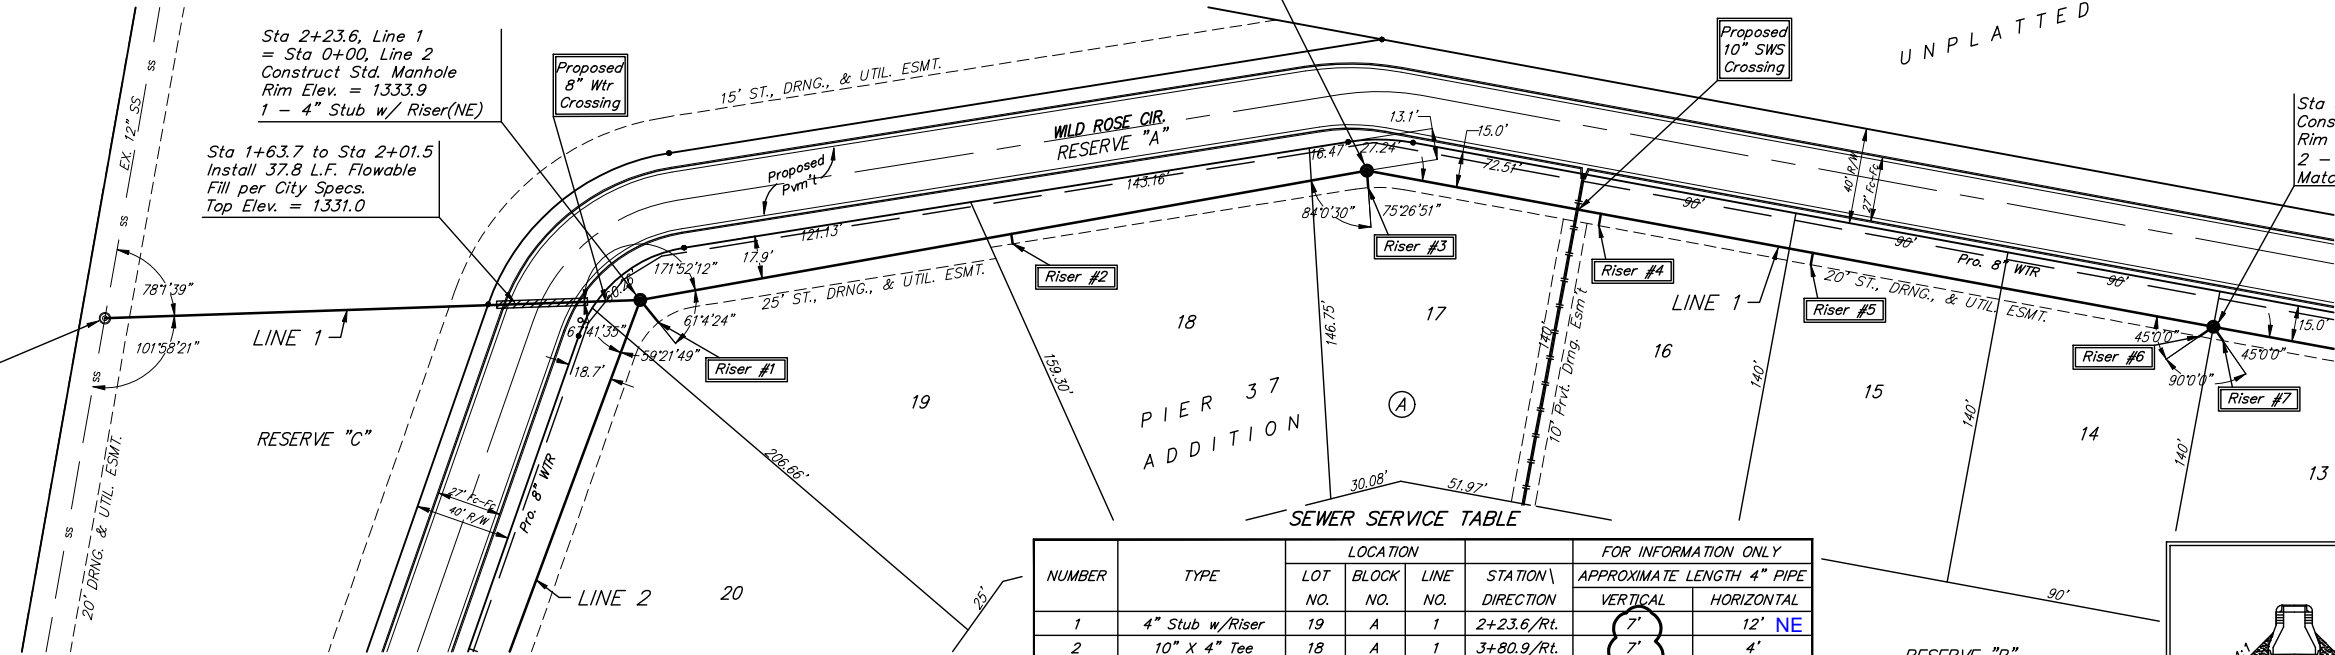 Sta 2+23.6, Line 1
= Sta 0+00, Line 2
Construct Std. Manhole
Rim Elev. = 1333.9
1 - 4" Stub w/ Riser(NE)
Sta 1+63.7 to Sta 2+01.5
Install 37.8 L.F. Flowable
Fill per City Specs.
Top Elev. = 1331.0
Proposed
8" Wtr
Crossing
Proposed
10" SWS
Crossing
UNPLATTED
Sta
Cons
Rim
2 -
Matc
SS
EX. 12" SS
SS
SS
SS
20' DRNG. & UTIL. ESMT.
15' ST., DRNG., & UTIL. ESMT.
WILD ROSE CIR.
RESERVE "A"
Proposed
Pvm't
13.1'
15.0'
16.47'
27.24'
72.51'
143.16'
121.13'
17.9'
171°52'12"
61°4'24"
67°41'35"
59°21'49"
18.7'
78°1'39"
101°58'21"
LINE 1
RESERVE "C"
25' ST., DRNG., & UTIL. ESMT.
84°0'30"
75°26'51"
Riser #1
Riser #2
Riser #3
Riser #4
Riser #5
Riser #6
Riser #7
90'
90'
90'
40' R/W
27' Fc-Fc
Pro. 8" WTR
LINE 1
20' ST., DRNG., & UTIL. ESMT.
15.0'
45°0'0"
45°0'0"
90°0'0"
18
17
16
15
14
13
19
20
159.30'
146.75'
140'
10' Prvt. Drng. Esm't
140'
140'
140'
PIER 37
ADDITION
A
206.66'
30.08'
51.97'
27' Fc-Fc
40' R/W
Pro. 8" WTR
LINE 2
25'
90'
SEWER SERVICE TABLE
LOCATION FOR INFORMATION ONLY
NUMBER TYPE LOT BLOCK LINE STATION\ APPROXIMATE LENGTH 4" PIPE
NO. NO. NO. DIRECTION VERTICAL HORIZONTAL
1 4" Stub w/Riser 19 A 1 2+23.6/Rt. 7' 12' NE
2 10" X 4" Tee 18 A 1 3+80.9/Rt. 7' 4'